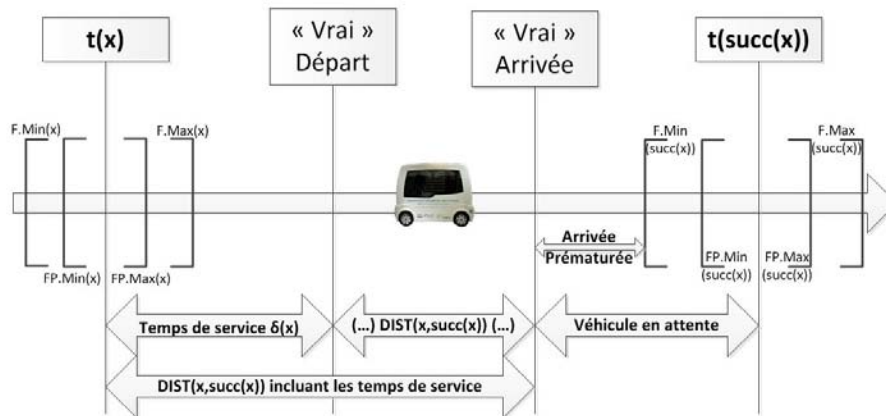 t(x)
« Vrai »
Départ
« Vrai »
Arrivée
t(succ(x))
F.Min(x)
F.Max(x)
F.Min
(succ(x))
F.Max
(succ(x))
Arrivée
Prématurée
FP.Min(x)
FP.Max(x)
FP.Min
(succ(x))
FP.Max
(succ(x))
Temps de service δ(x)
(...) DIST(x,succ(x)) (...)
Véhicule en attente
DIST(x,succ(x)) incluant les temps de service